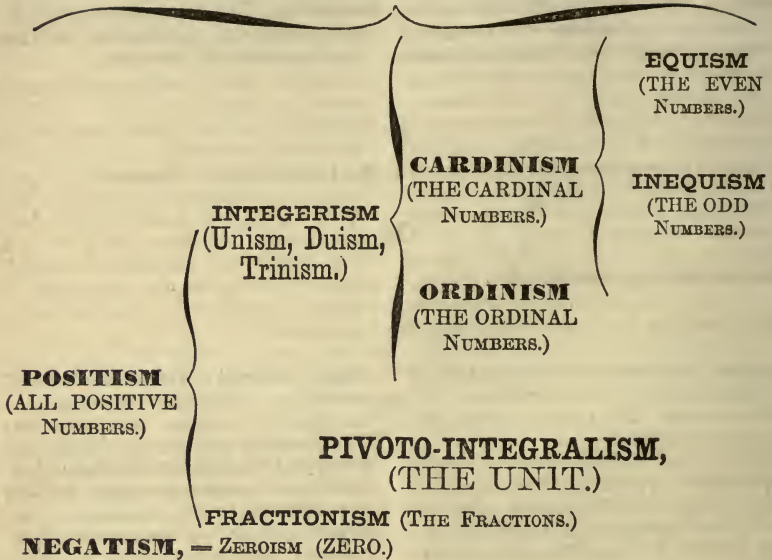 EQUISM
(THE EVEN
NUMBERS.)
CARDINISM
(THE CARDINAL
NUMBERS.)
INEQUISM
(THE ODD
NUMBERS.)
INTEGERISM
(Unism, Duism,
Trinism.)
ORDINISM
(THE ORDINAL
NUMBERS.)
POSITISM
(ALL POSITIVE
NUMBERS.)
PIVOTO-INTEGRALISM,
(THE UNIT.)
FRACTIONISM (THE FRACTIONS.)
NEGATISM, = ZEROISM (ZERO.)